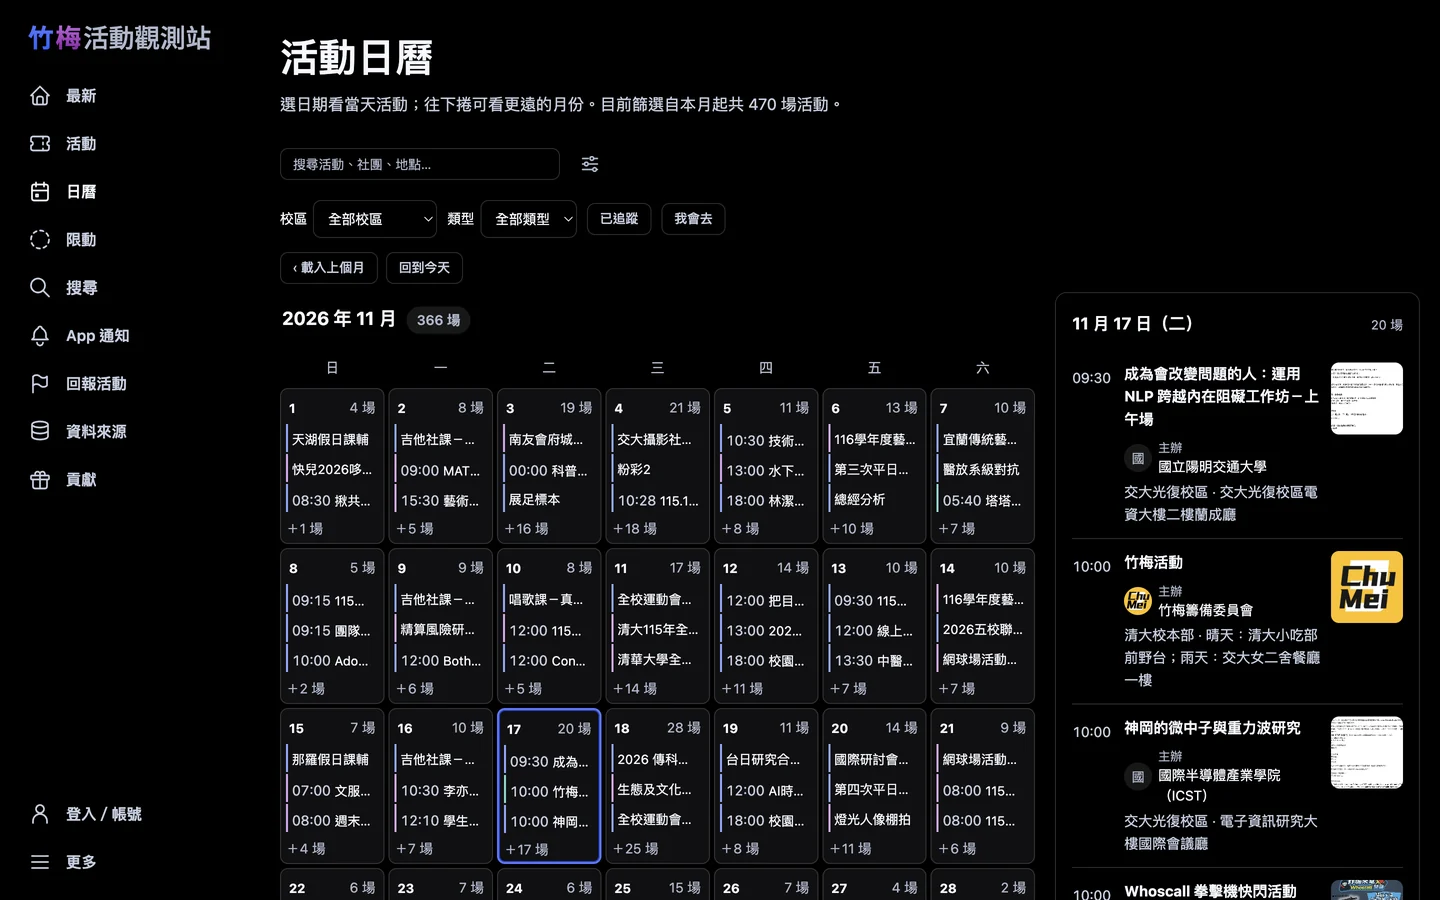 竹梅活動觀測站
最新
活動
日曆
限動
搜尋
App 通知
回報活動
資料來源
貢獻
登入 / 帳號
更多
活動日曆
選日期看當天活動；往下捲可看更遠的月份。目前篩選自本月起共 470 場活動。
搜尋活動、社團、地點...
校區 全部校區 類型 全部類型 已追蹤 我會去
‹ 載入上個月 回到今天
2026 年 11 月 366 場
日 一 二 三 四 五 六
1 4 場
天湖假日課輔
快兒2026哆...
08:30 揪共...
+1 場
2 8 場
吉他社課－...
09:00 MAT...
15:30 藝術...
+5 場
3 19 場
南友會府城...
00:00 科普...
展足標本
+16 場
4 21 場
交大攝影社...
粉彩2
10:28 115.1...
+18 場
5 11 場
10:30 技術...
13:00 水下...
18:00 林潔...
+8 場
6 13 場
116學年度藝...
第三次平日...
總經分析
+10 場
7 10 場
宜蘭傳統藝...
醫放系級對抗
05:40 塔塔...
+7 場
8 5 場
09:15 115...
09:15 團隊...
10:00 Ado...
+2 場
9 9 場
吉他社課－...
精算風險研...
12:00 Both...
+6 場
10 8 場
唱歌課－真...
12:00 115...
12:00 Con...
+5 場
11 17 場
全校運動會...
清大115年全...
清華大學全...
+14 場
12 14 場
12:00 把目...
13:00 202...
18:00 校園...
+11 場
13 10 場
09:30 115...
12:00 線上...
13:30 中醫...
+7 場
14 10 場
116學年度藝...
2026五校聯...
網球場活動...
+7 場
15 7 場
那羅假日課輔
07:00 文服...
08:00 週末...
+4 場
16 10 場
吉他社課－...
10:30 李亦...
12:10 學生...
+7 場
17 20 場
09:30 成為...
10:00 竹梅...
10:00 神岡...
+17 場
18 28 場
2026 傳科...
生態及文化...
全校運動會...
+25 場
19 11 場
台日研究合...
12:00 AI時...
18:00 校園...
+8 場
20 14 場
國際研討會...
第四次平日...
燈光人像棚拍
+11 場
21 9 場
網球場活動...
08:00 115...
08:00 115...
+6 場
22 6 場
23 7 場
24 6 場
25 15 場
26 7 場
27 4 場
28 2 場
11 月 17 日（二） 20 場
09:30 成為會改變問題的人：運用
NLP 跨越內在阻礙工作坊－上
午場
國 主辦
國立陽明交通大學
交大光復校區 · 交大光復校區電
資大樓二樓蘭成廳
10:00 竹梅活動
Chu
Mei
主辦
竹梅籌備委員會
Chu
Mei
清大校本部 · 晴天：清大小吃部
前野台；雨天：交大女二舍餐廳
一樓
10:00 神岡的微中子與重力波研究
國 主辦
國際半導體產業學院
（ICST）
交大光復校區 · 電子資訊研究大
樓國際會議廳
10:00 Whoscall 拳擊機快閃活動